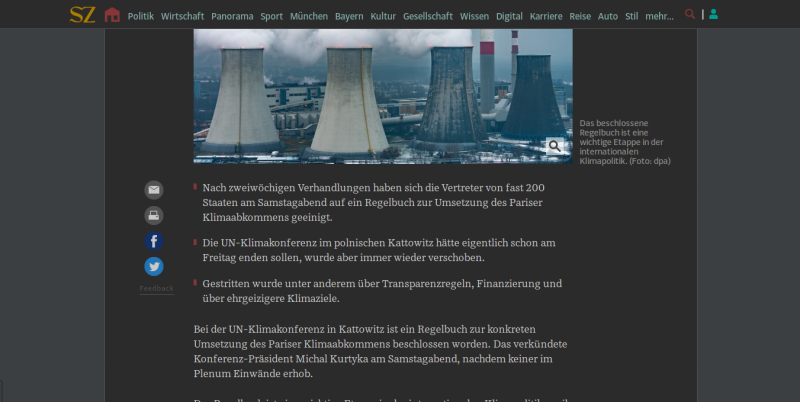 SZ Politik Wirtschaft Panorama Sport München Bayern Kultur Gesellschaft Wissen Digital Karriere Reise Auto Stil mehr...
Das beschlossene
Regelbuch ist eine
wichtige Etappe in der
internationalen
Klimapolitik. (Foto: dpa)
Nach zweiwöchigen Verhandlungen haben sich die Vertreter von fast 200
Staaten am Samstagabend auf ein Regelbuch zur Umsetzung des Pariser
Klimaabkommens geeinigt.
Die UN-Klimakonferenz im polnischen Kattowitz hätte eigentlich schon am
Freitag enden sollen, wurde aber immer wieder verschoben.
Feedback
Gestritten wurde unter anderem über Transparenzregeln, Finanzierung und
über ehrgeizigere Klimaziele.
Bei der UN-Klimakonferenz in Kattowitz ist ein Regelbuch zur konkreten
Umsetzung des Pariser Klimaabkommens beschlossen worden. Das verkündete
Konferenz-Präsident Michal Kurtyka am Samstagabend, nachdem keiner im
Plenum Einwände erhob.